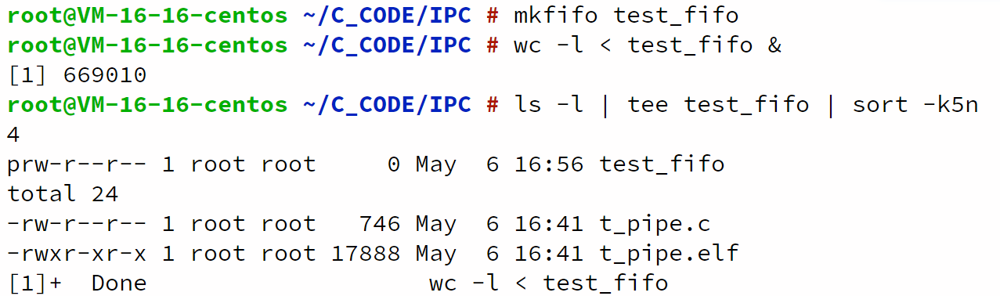 root@VM-16-16-centos ~/C_CODE/IPC # mkfifo test_fifo
root@VM-16-16-centos ~/C_CODE/IPC # wc -l < test_fifo &
[1] 669010
root@VM-16-16-centos ~/C_CODE/IPC # ls -l | tee test_fifo | sort -k5n
4
prw-r--r-- 1 root root     0 May  6 16:56 test_fifo
total 24
-rw-r--r-- 1 root root   746 May  6 16:41 t_pipe.c
-rwxr-xr-x 1 root root 17888 May  6 16:41 t_pipe.elf
[1]+  Done                    wc -l < test_fifo